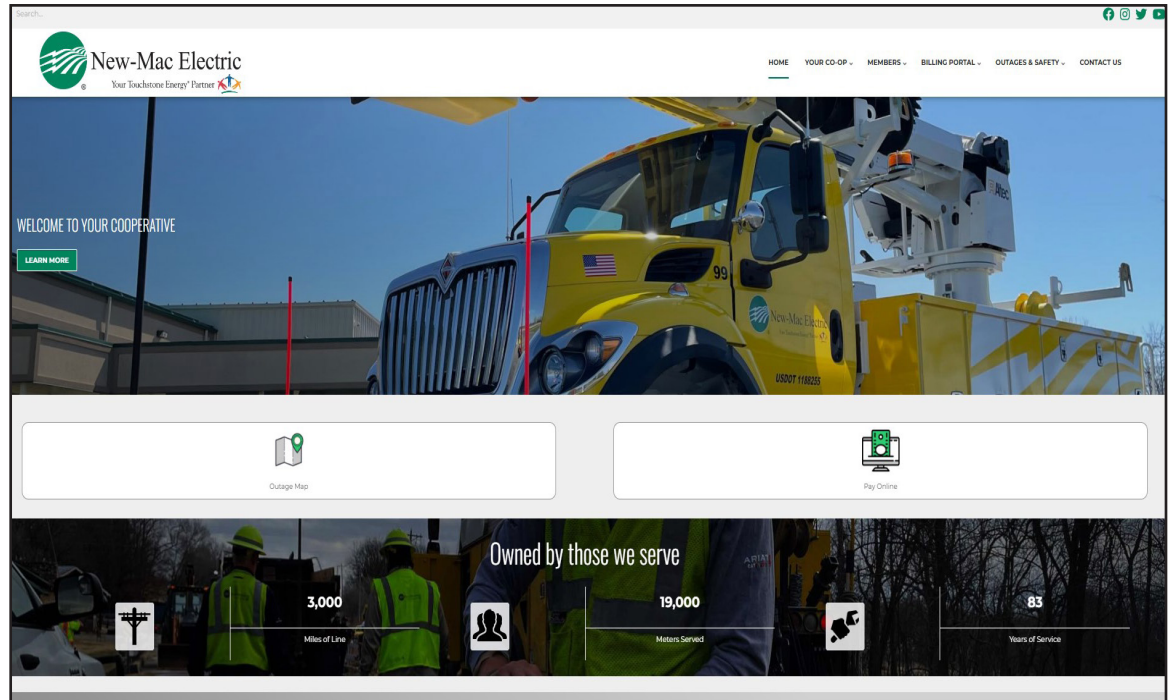 Search...
New-Mac Electric
Your Touchstone Energy® Partner
®
HOME
YOUR CO-OP
MEMBERS
BILLING PORTAL
OUTAGES & SAFETY
CONTACT US
WELCOME TO YOUR COOPERATIVE
LEARN MORE
Altec
99
New-Mac Electric
USDOT 1188255
Outage Map
Pay Online
Owned by those we serve
ARIAT
3,000
Miles of Line
19,000
Meters Served
83
Years of Service